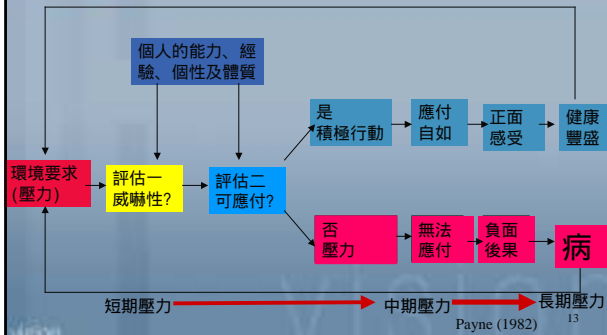 個人的能力、經
驗、個性及體質
是
積極行動
應付
自如
正面
感受
健康
豐盛
環境要求
(壓力)
評估一
威嚇性?
評估二
可應付?
否
壓力
無法
應付
負面
後果
病
短期壓力
中期壓力
長期壓力
Payne (1982)
13